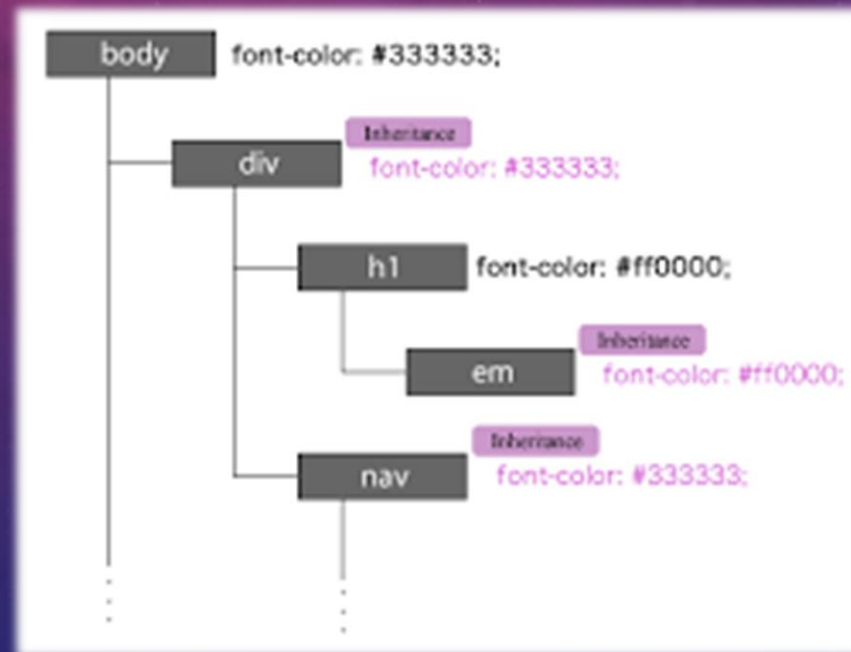 body font-color: #333333;
Inheritance
div font-color: #333333;
h1 font-color: #ff0000;
Inheritance
em font-color: #ff0000;
Inheritance
nav font-color: #333333;